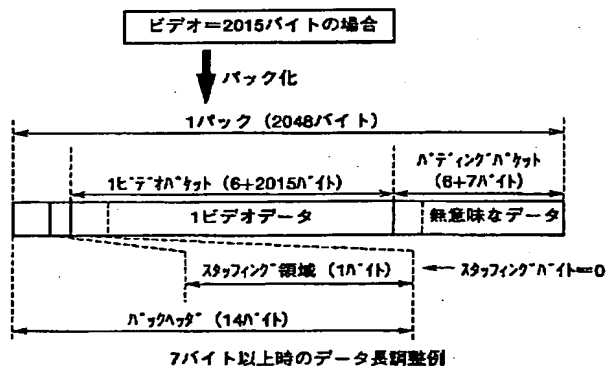 ビデオ=2015バイトの場合
パック化
1パック (2048バイト)
パディングパケット
(6+7バイト)
1ビデオパケット (6+2015バイト)
1ビデオデータ
無意味なデータ
スタッフィング領域 (1バイト)
スタッフィングバイト=0
パックヘッダ (14バイト)
7バイト以上時のデータ長調整例